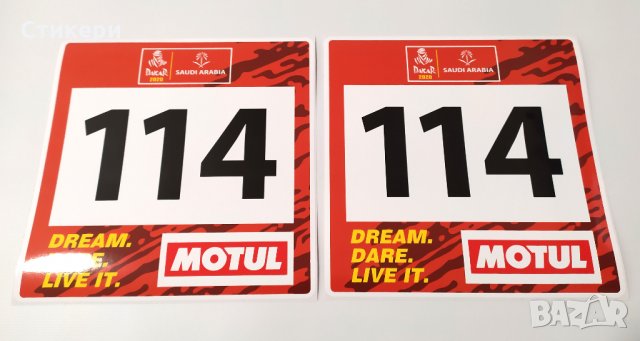 Стикери
DAKAR
2020
SAUDI ARABIA
114
DREAM.
DARE.
LIVE IT.
MOTUL
DAKAR
2020
SAUDI ARABIA
114
DREAM.
DARE.
LIVE IT.
MOTUL
BAZAR